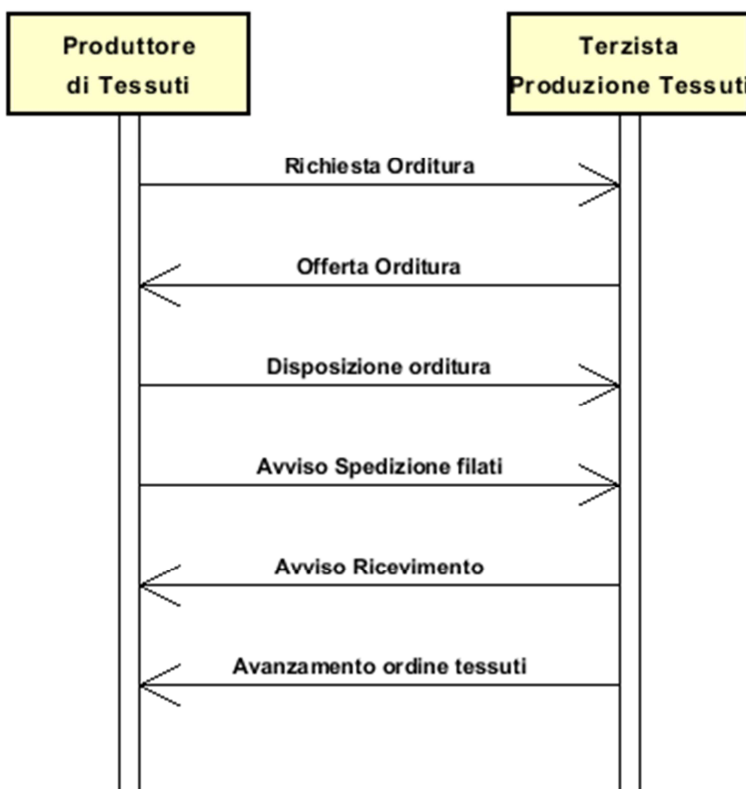 Produttore
di Tessuti
Terzista
Produzione Tessuti
Richiesta Orditura
Offerta Orditura
Disposizione orditura
Avviso Spedizione filati
Avviso Ricevimento
Avanzamento ordine tessuti